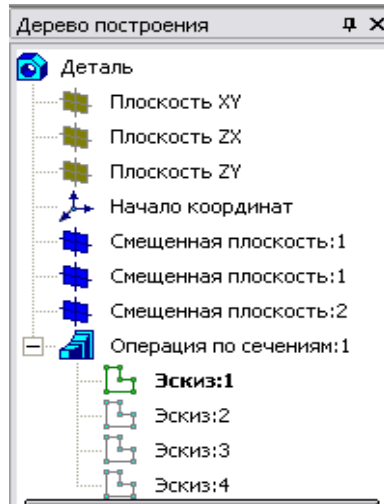 Дерево построения
Деталь
Плоскость XY
Плоскость ZX
Плоскость ZY
Начало координат
Смещенная плоскость:1
Смещенная плоскость:1
Смещенная плоскость:2
Операция по сечениям:1
Эскиз:1
Эскиз:2
Эскиз:3
Эскиз:4